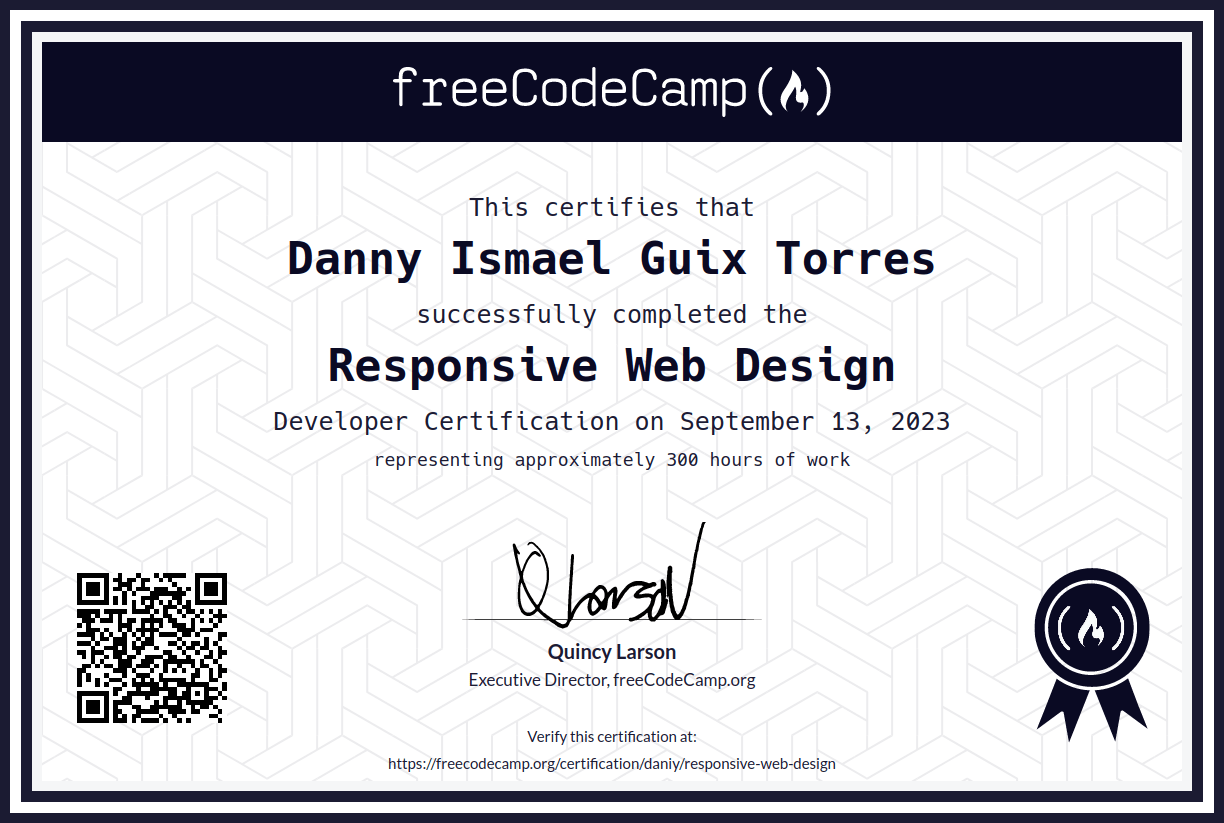 freeCodeCamp
This certifies that
Danny Ismael Guix Torres
successfully completed the
Responsive Web Design
Developer Certification on September 13, 2023
representing approximately 300 hours of work
Q Larson
Quincy Larson
Executive Director, freeCodeCamp.org
Verify this certification at:
https://freecodecamp.org/certification/daniy/responsive-web-design